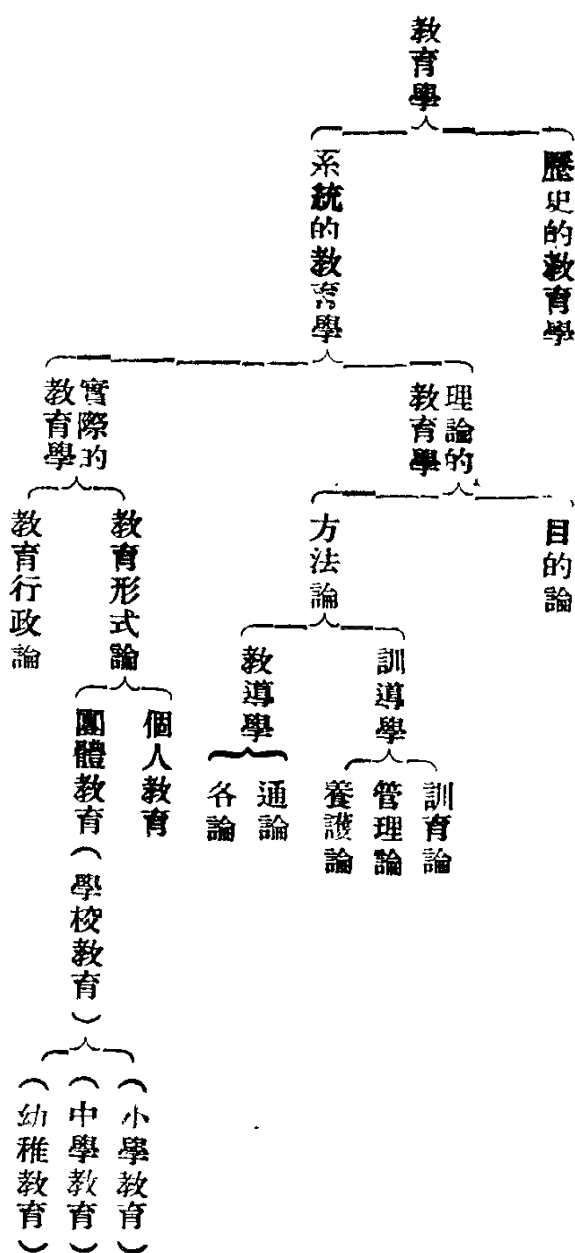 教育學
歷史的教育學
系統的教育學
理論的
教育學
實際的
教育學
目的論
方法論
教育形式論
教育行政論
訓導學
教導學
個人教育
團體教育(學校教育)
訓育論
管理論
養護論
通論
各論
(小學教育)
(中學教育)
(幼稚教育)